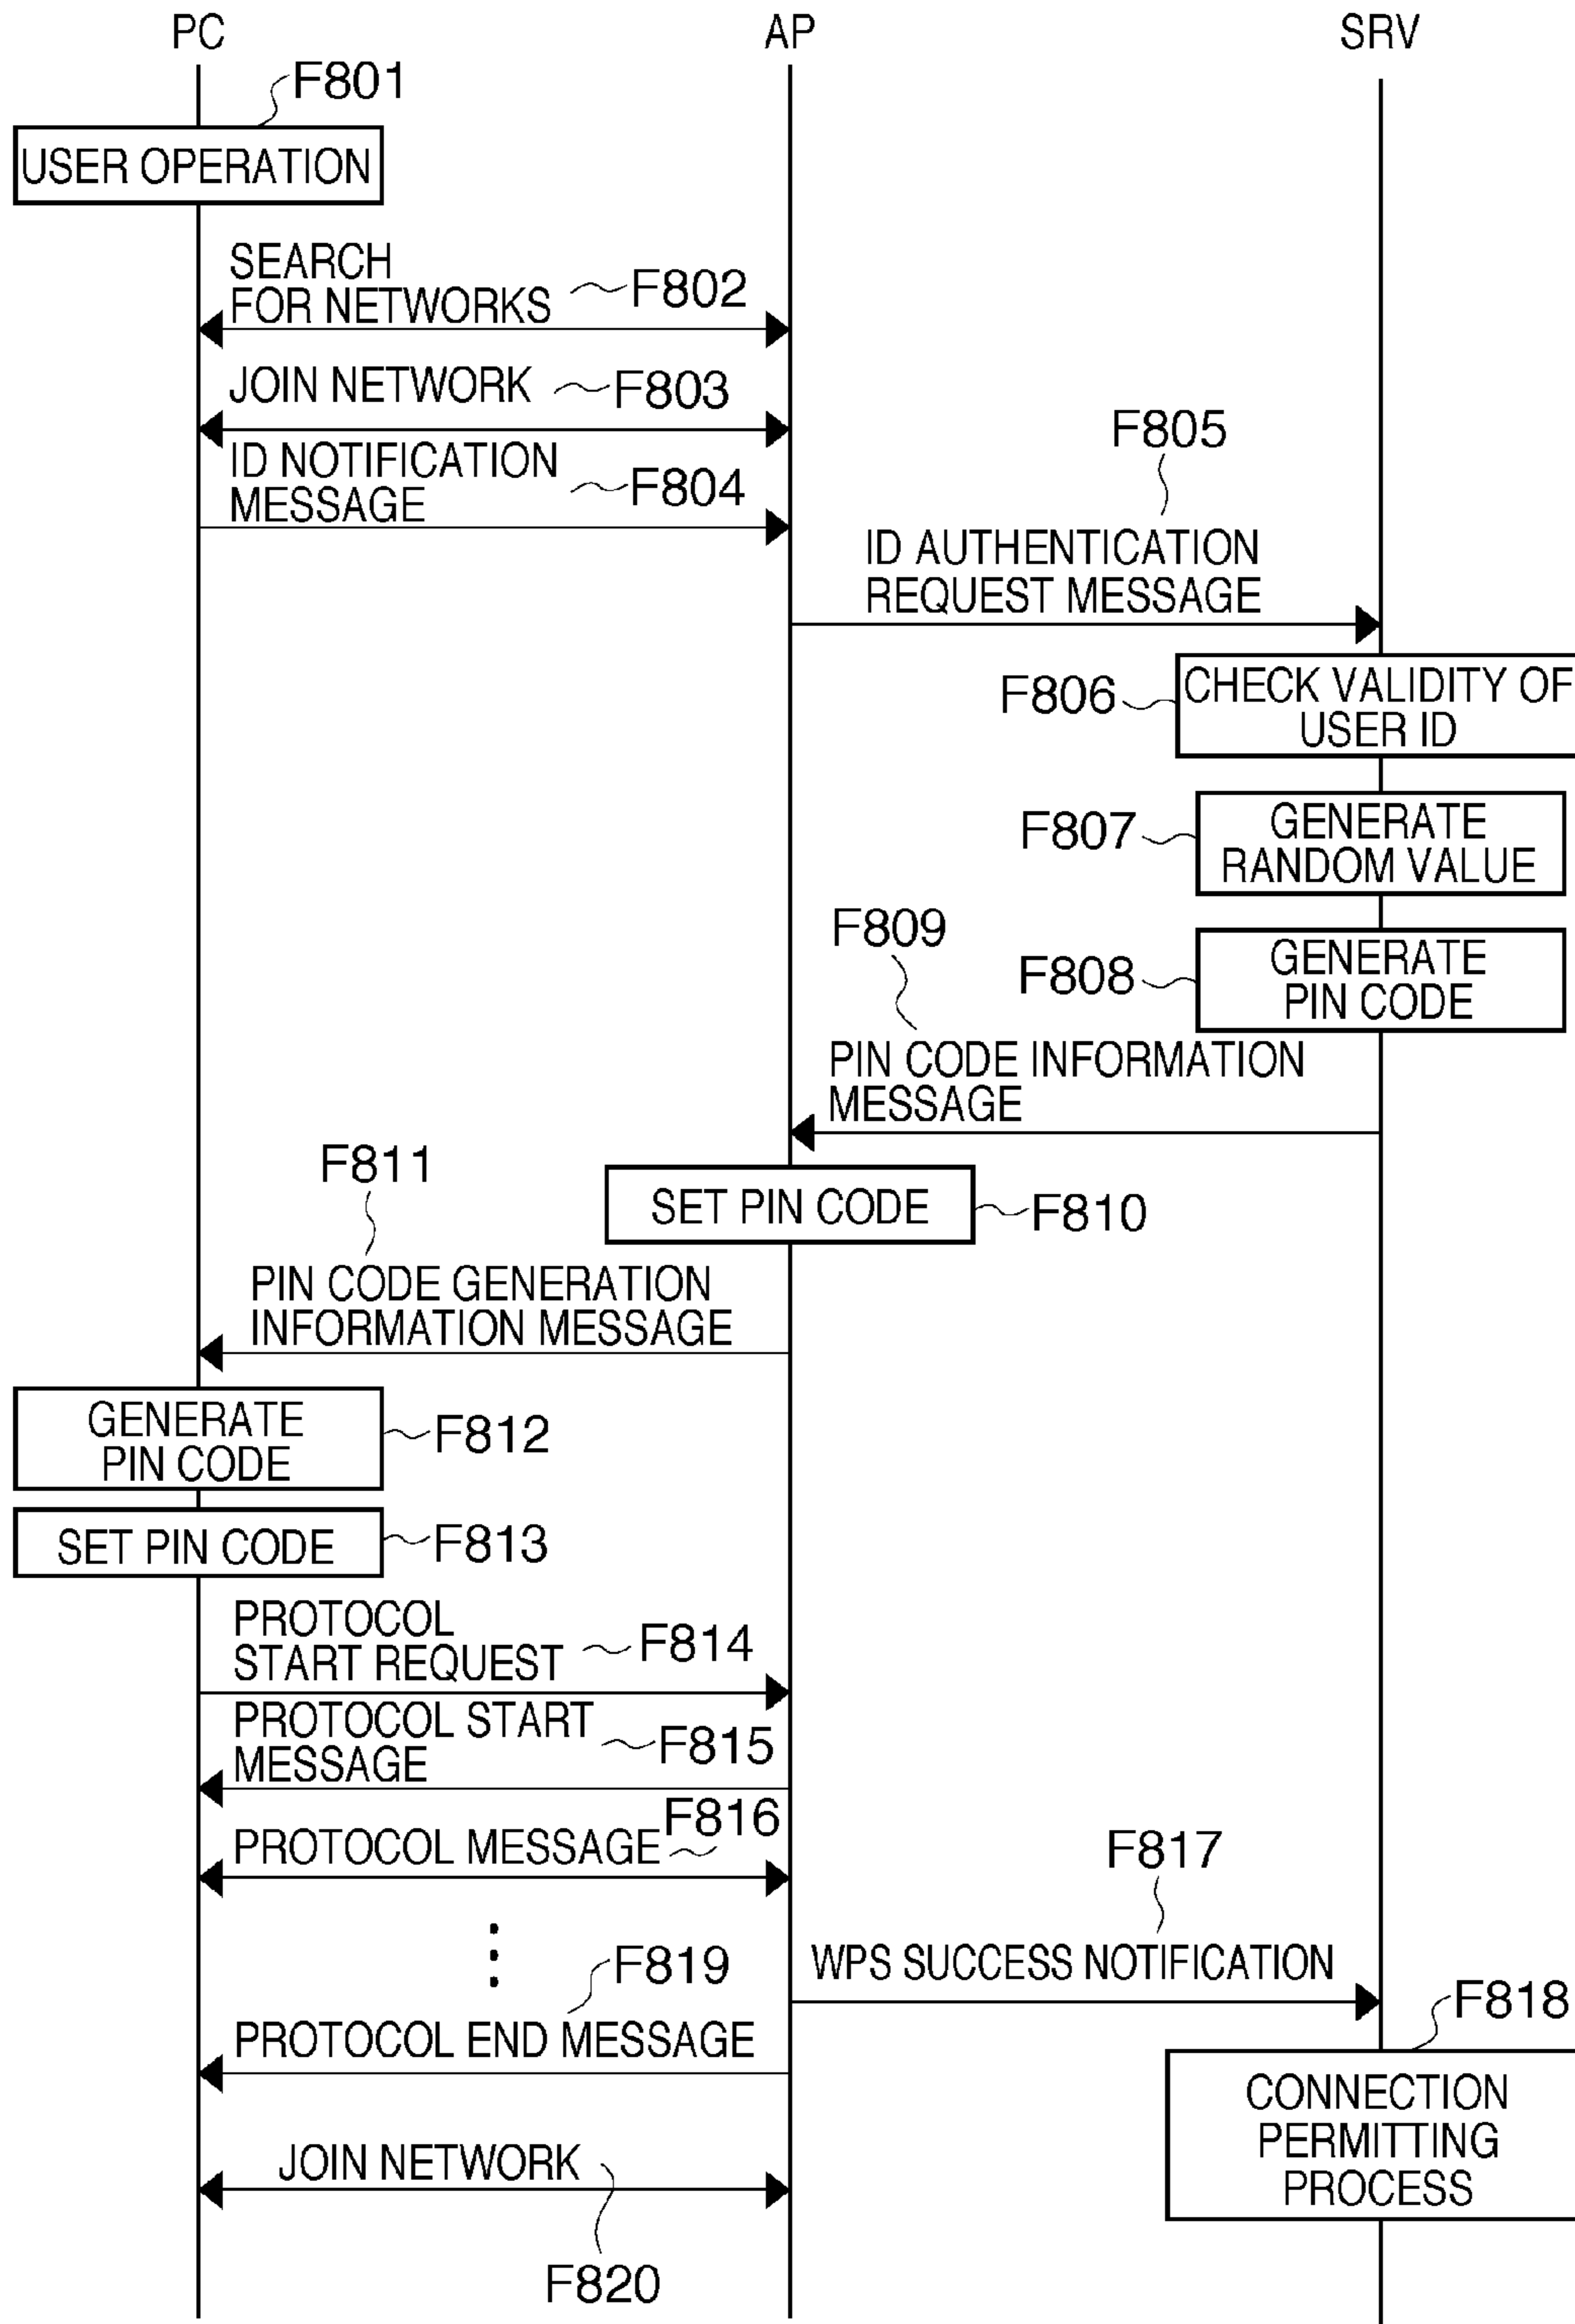 PC
AP
SRV
F801
USER OPERATION
SEARCH
FOR NETWORKS
F802
JOIN NETWORK
F803
ID NOTIFICATION
MESSAGE
F804
F805
ID AUTHENTICATION
REQUEST MESSAGE
F806
CHECK VALIDITY OF
USER ID
F807
GENERATE
RANDOM VALUE
F809
F808
GENERATE
PIN CODE
PIN CODE INFORMATION
MESSAGE
F811
SET PIN CODE
F810
PIN CODE GENERATION
INFORMATION MESSAGE
GENERATE
PIN CODE
F812
SET PIN CODE
F813
PROTOCOL
START REQUEST
F814
PROTOCOL START
MESSAGE
F815
F816
PROTOCOL MESSAGE
F817
WPS SUCCESS NOTIFICATION
F819
F818
PROTOCOL END MESSAGE
CONNECTION
PERMITTING
PROCESS
JOIN NETWORK
F820